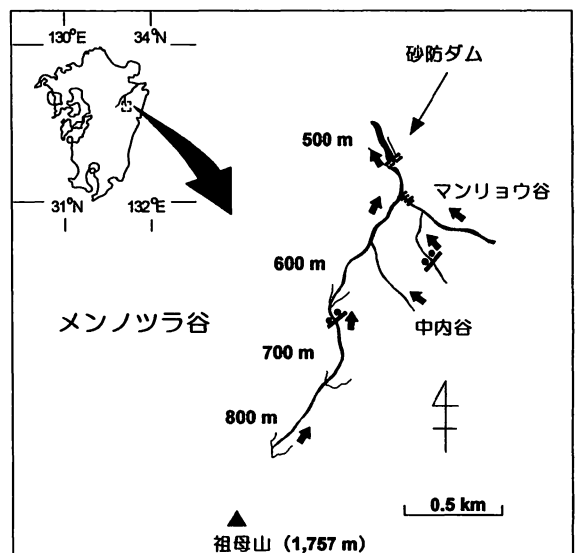 130°E 34°N
砂防ダム
500 m
マンリョウ谷
31°N 132°E
600 m
メンノツラ谷
中内谷
700 m
800 m
0.5 km
祖母山（1,757 m）